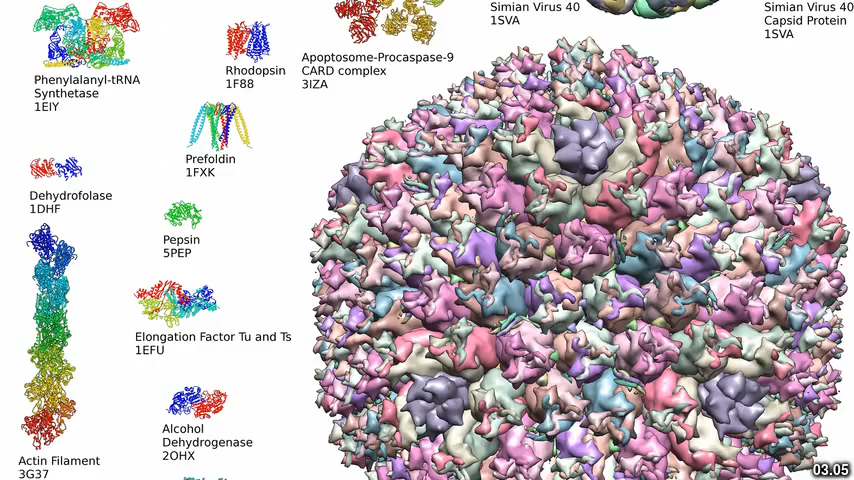 Simian Virus 40
1SVA
Simian Virus 40
Capsid Protein
1SVA
Phenylalanyl-tRNA
Synthetase
1EIY
Rhodopsin
1F88
Apoptosome-Procaspase-9
CARD complex
3IZA
Prefoldin
1FXK
Dehydrofolase
1DHF
Pepsin
5PEP
Elongation Factor Tu and Ts
1EFU
Alcohol
Dehydrogenase
2OHX
Actin Filament
3G37
03.05